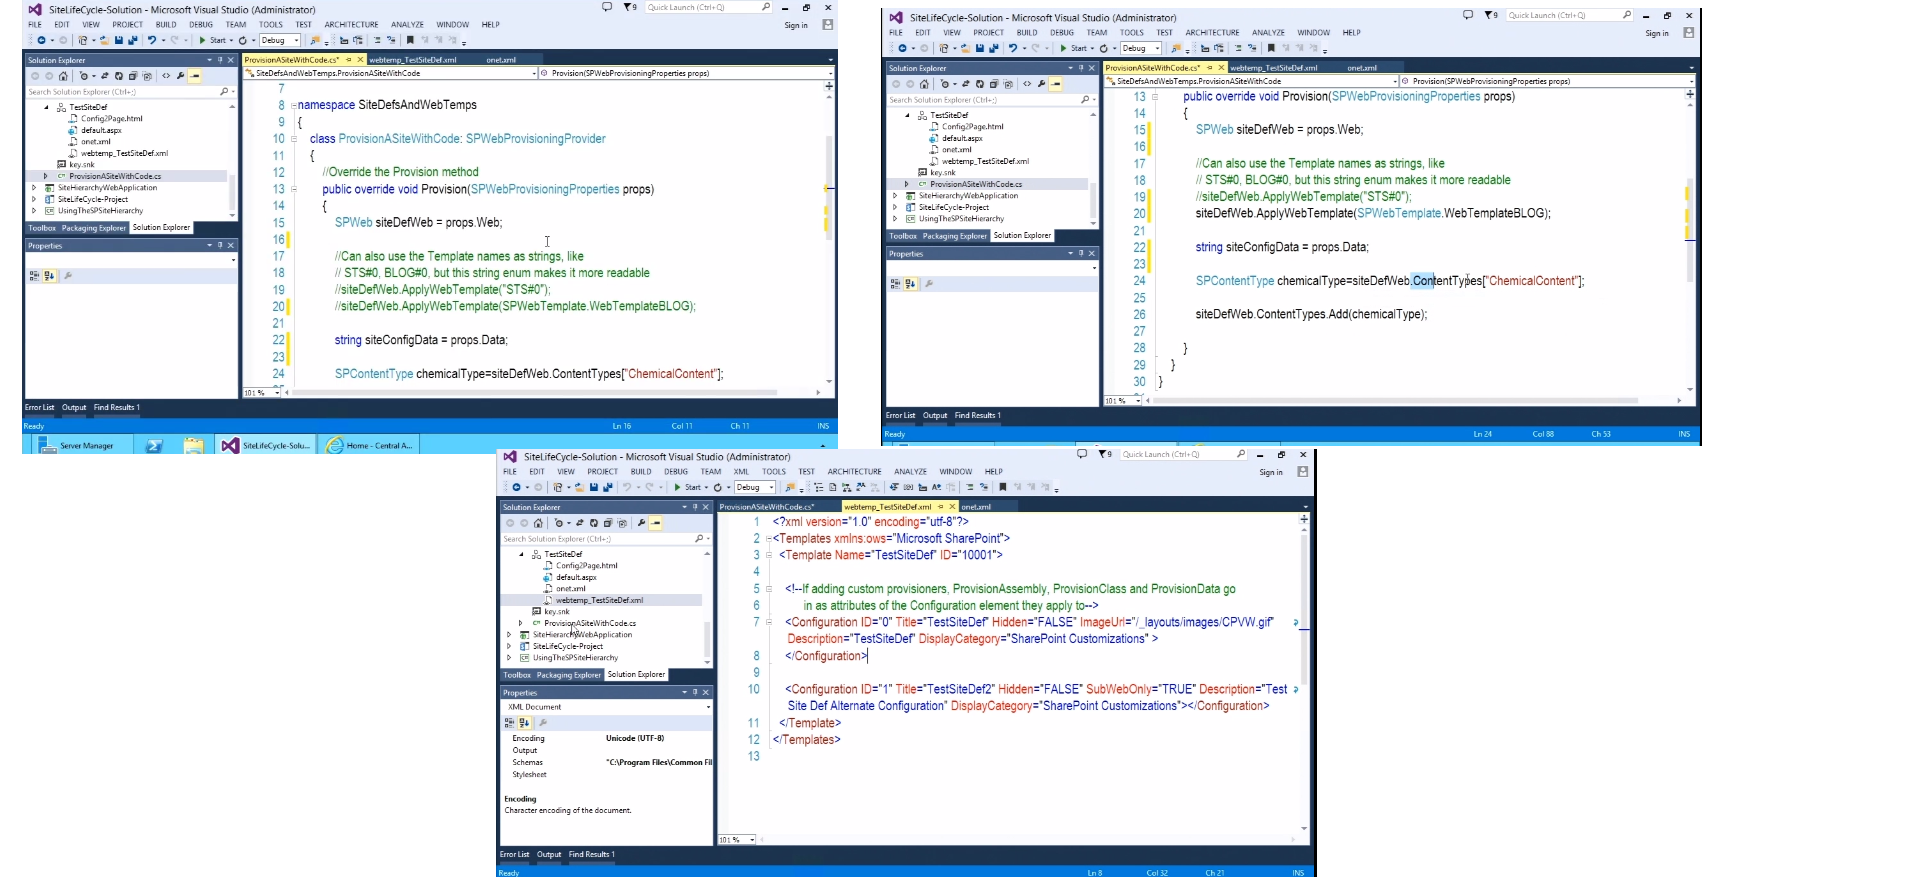 SiteLifeCycle-Solution - Microsoft Visual Studio (Administrator)
9
Quick Launch (Ctrl+Q)
FILE EDIT VIEW PROJECT BUILD DEBUG TEAM TOOLS TEST ARCHITECTURE ANALYZE WINDOW HELP
Sign in
Start
Debug
Solution Explorer
ProvisionASiteWithCode.cs*
webtemp_TestSiteDef.xml
onet.xml
SiteDefsAndWebTemps.ProvisionASiteWithCode
Provision(SPWebProvisioningProperties props)
Search Solution Explorer (Ctrl+;)
TestSiteDef
Config2Page.html
default.aspx
onet.xml
webtemp_TestSiteDef.xml
key.snk
ProvisionASiteWithCode.cs
SiteHierarchyWebApplication
SiteLifeCycle-Project
UsingTheSPSiteHierarchy
Toolbox Packaging Explorer Solution Explorer
Properties
7
8 namespace SiteDefsAndWebTemps
9 {
10 class ProvisionASiteWithCode: SPWebProvisioningProvider
11 {
12 //Override the Provision method
13 public override void Provision(SPWebProvisioningProperties props)
14 {
15 SPWeb siteDefWeb = props.Web;
16
17 //Can also use the Template names as strings, like
18 // STS#0, BLOG#0, but this string enum makes it more readable
19 //siteDefWeb.ApplyWebTemplate("STS#0");
20 //siteDefWeb.ApplyWebTemplate(SPWebTemplate.WebTemplateBLOG);
21
22 string siteConfigData = props.Data;
23
24 SPContentType chemicalType=siteDefWeb.ContentTypes["ChemicalContent"];
101 %
Error List Output Find Results 1
Ready
Ln 16 Col 11 Ch 11 INS
Server Manager
SiteLifeCycle-Solu...
Home - Central A...
SiteLifeCycle-Solution - Microsoft Visual Studio (Administrator)
9
Quick Launch (Ctrl+Q)
FILE EDIT VIEW PROJECT BUILD DEBUG TEAM TOOLS TEST ARCHITECTURE ANALYZE WINDOW HELP
Sign in
Start
Debug
Solution Explorer
ProvisionASiteWithCode.cs*
webtemp_TestSiteDef.xml
onet.xml
SiteDefsAndWebTemps.ProvisionASiteWithCode
Provision(SPWebProvisioningProperties props)
Search Solution Explorer (Ctrl+;)
TestSiteDef
Config2Page.html
default.aspx
onet.xml
webtemp_TestSiteDef.xml
key.snk
ProvisionASiteWithCode.cs
SiteHierarchyWebApplication
SiteLifeCycle-Project
UsingTheSPSiteHierarchy
Toolbox Packaging Explorer Solution Explorer
Properties
13 public override void Provision(SPWebProvisioningProperties props)
14 {
15 SPWeb siteDefWeb = props.Web;
16
17 //Can also use the Template names as strings, like
18 // STS#0, BLOG#0, but this string enum makes it more readable
19 //siteDefWeb.ApplyWebTemplate("STS#0");
20 siteDefWeb.ApplyWebTemplate(SPWebTemplate.WebTemplateBLOG);
21
22 string siteConfigData = props.Data;
23
24 SPContentType chemicalType=siteDefWeb.ContentTypes["ChemicalContent"];
25
26 siteDefWeb.ContentTypes.Add(chemicalType);
27
28 }
29 }
30 }
101 %
Error List Output Find Results 1
Ready
Ln 24 Col 88 Ch 53 INS
SiteLifeCycle-Solution - Microsoft Visual Studio (Administrator)
9
Quick Launch (Ctrl+Q)
FILE EDIT VIEW PROJECT BUILD DEBUG TEAM XML TOOLS TEST ARCHITECTURE ANALYZE WINDOW HELP
Sign in
Start
Debug
Solution Explorer
ProvisionASiteWithCode.cs*
webtemp_TestSiteDef.xml
onet.xml
Search Solution Explorer (Ctrl+;)
TestSiteDef
Config2Page.html
default.aspx
onet.xml
webtemp_TestSiteDef.xml
key.snk
ProvisionASiteWithCode.cs
SiteHierarchyWebApplication
SiteLifeCycle-Project
UsingTheSPSiteHierarchy
Toolbox Packaging Explorer Solution Explorer
Properties
XML Document
Encoding Unicode (UTF-8)
Output
Schemas "C:\Program Files\Common Fil
Stylesheet
Encoding
Character encoding of the document.
1 <?xml version="1.0" encoding="utf-8"?>
2 <Templates xmlns:ows="Microsoft SharePoint">
3 <Template Name="TestSiteDef" ID="10001">
4
5 <!--If adding custom provisioners, ProvisionAssembly, ProvisionClass and ProvisionData go
6 in as attributes of the Configuration element they apply to-->
7 <Configuration ID="0" Title="TestSiteDef" Hidden="FALSE" ImageUrl="/_layouts/images/CPVW.gif"
Description="TestSiteDef" DisplayCategory="SharePoint Customizations" >
8 </Configuration>
9
10 <Configuration ID="1" Title="TestSiteDef2" Hidden="FALSE" SubWebOnly="TRUE" Description="Test
Site Def Alternate Configuration" DisplayCategory="SharePoint Customizations"></Configuration>
11 </Template>
12 </Templates>
13
101 %
Error List Output Find Results 1
Ready
Ln 8 Col 32 Ch 21 INS